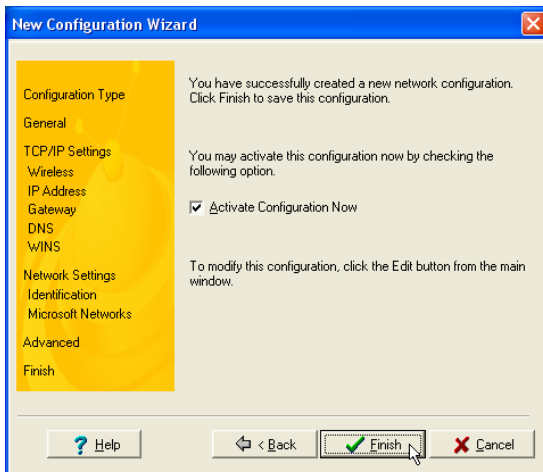 New Configuration Wizard
Configuration Type
General
TCP/IP Settings
Wireless
IP Address
Gateway
DNS
WINS
Network Settings
Identification
Microsoft Networks
Advanced
Finish
You have successfully created a new network configuration.
Click Finish to save this configuration.
You may activate this configuration now by checking the
following option.
Activate Configuration Now
To modify this configuration, click the Edit button from the main
window.
? Help
< Back
Finish
Cancel